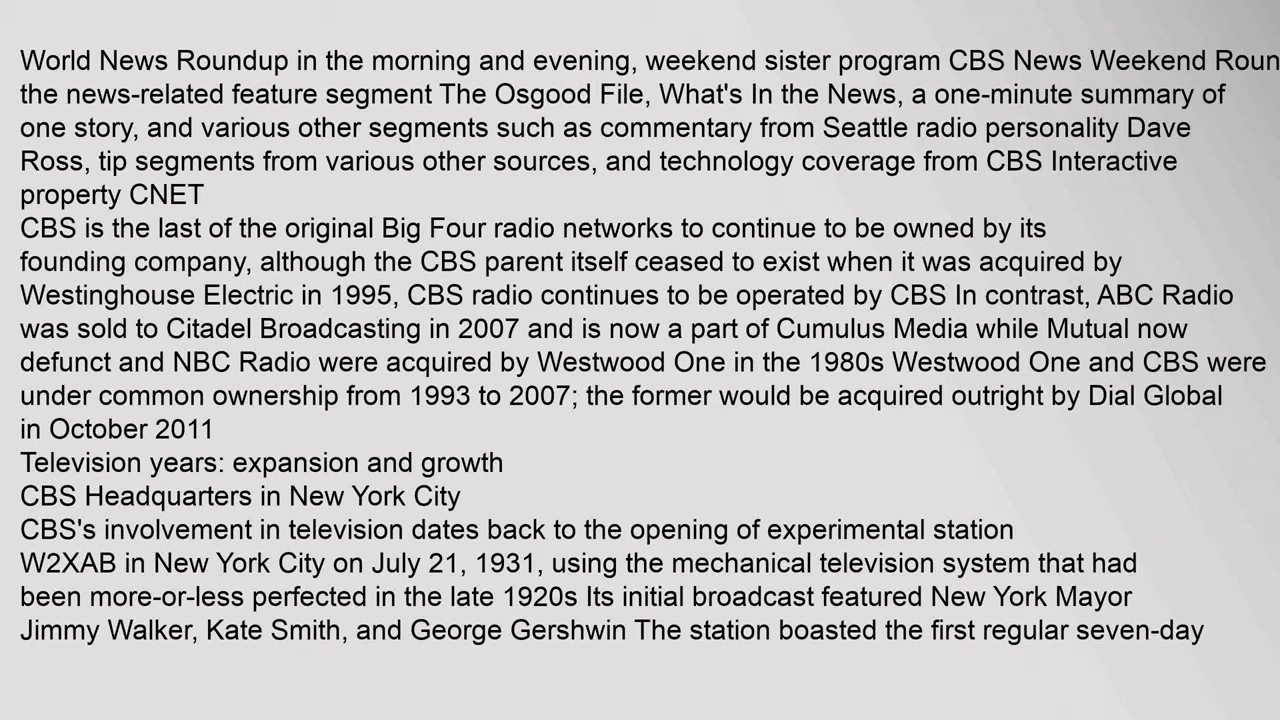 World News Roundup in the morning and evening, weekend sister program CBS News Weekend Roun
the news-related feature segment The Osgood File, What's In the News, a one-minute summary of
one story, and various other segments such as commentary from Seattle radio personality Dave
Ross, tip segments from various other sources, and technology coverage from CBS Interactive
property CNET
CBS is the last of the original Big Four radio networks to continue to be owned by its
founding company, although the CBS parent itself ceased to exist when it was acquired by
Westinghouse Electric in 1995, CBS radio continues to be operated by CBS In contrast, ABC Radio
was sold to Citadel Broadcasting in 2007 and is now a part of Cumulus Media while Mutual now
defunct and NBC Radio were acquired by Westwood One in the 1980s Westwood One and CBS were
under common ownership from 1993 to 2007; the former would be acquired outright by Dial Global
in October 2011
Television years: expansion and growth
CBS Headquarters in New York City
CBS's involvement in television dates back to the opening of experimental station
W2XAB in New York City on July 21, 1931, using the mechanical television system that had
been more-or-less perfected in the late 1920s Its initial broadcast featured New York Mayor
Jimmy Walker, Kate Smith, and George Gershwin The station boasted the first regular seven-day